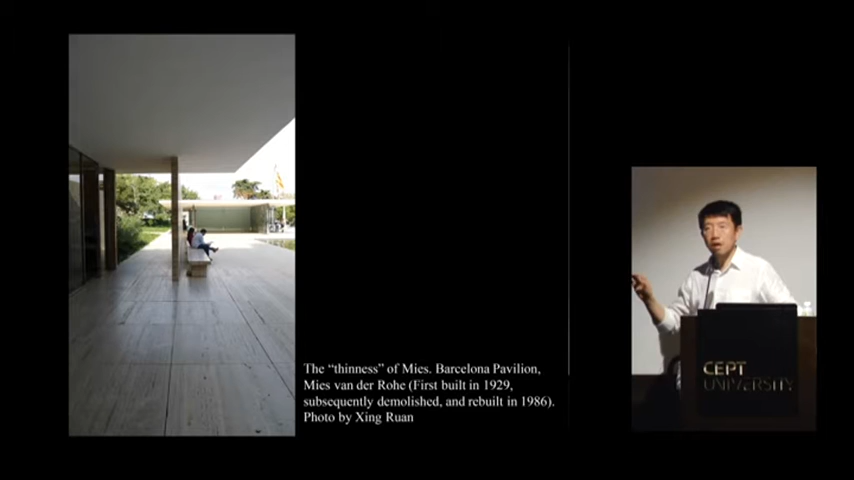 The “thinness” of Mies. Barcelona Pavilion,
Mies van der Rohe (First built in 1929,
subsequently demolished, and rebuilt in 1986).
Photo by Xing Ruan
CEPT
UNIVERSITY